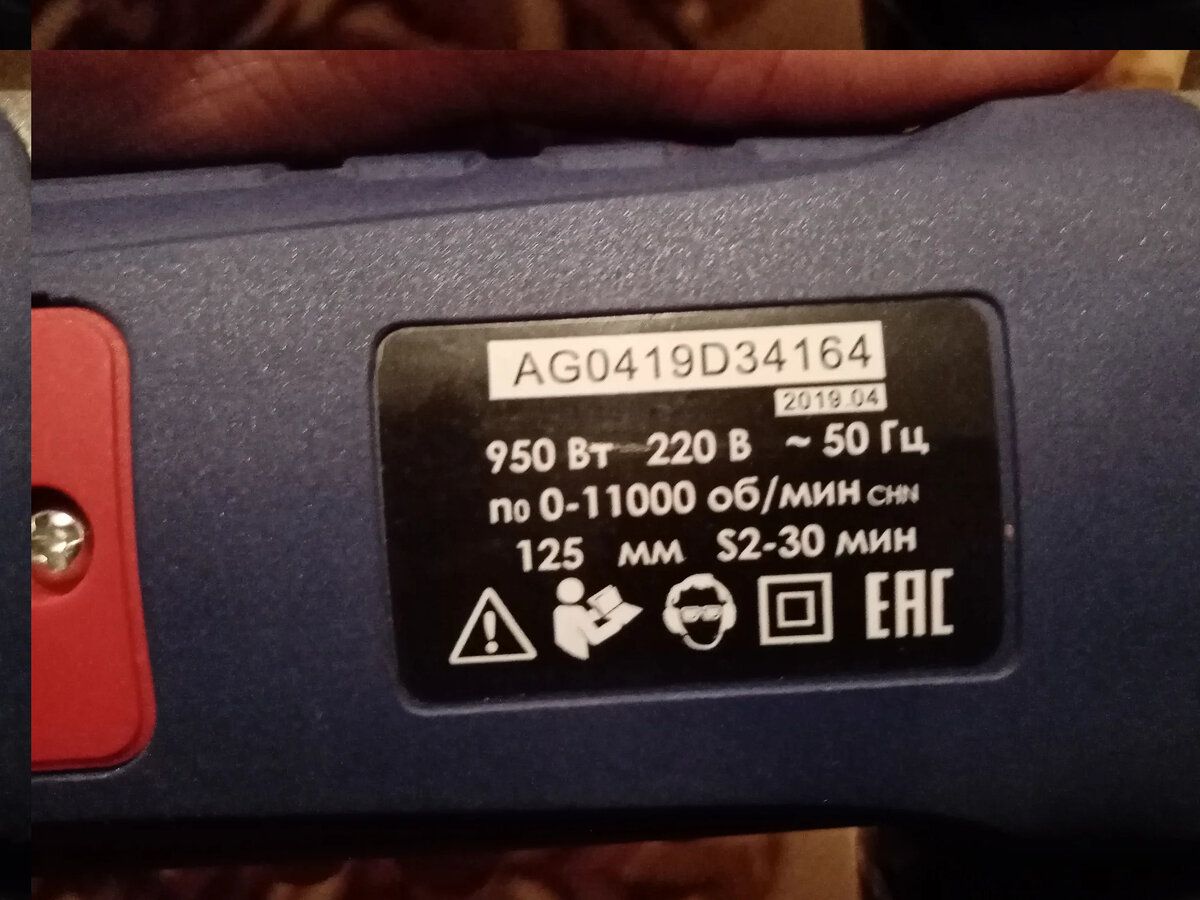 AG0419D34164
2019.04
950 Вт 220 В ~ 50 Гц
n0 0-11000 об/мин CHN
125 мм S2-30 мин
EAC